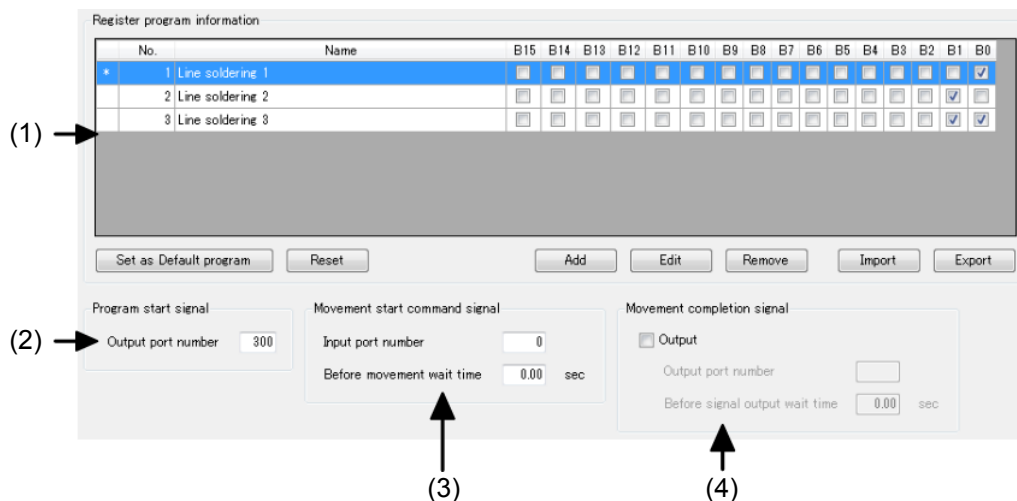 Register program information
No. Name B15 B14 B13 B12 B11 B10 B9 B8 B7 B6 B5 B4 B3 B2 B1 B0
* 1 Line soldering 1
2 Line soldering 2
3 Line soldering 3
(1)
Set as Default program Reset Add Edit Remove Import Export
Program start signal Movement start command signal Movement completion signal
(2) Output port number 300 Input port number 0 Output
Before movement wait time 0.00 sec Output port number
Before signal output wait time 0.00 sec
(3) (4)